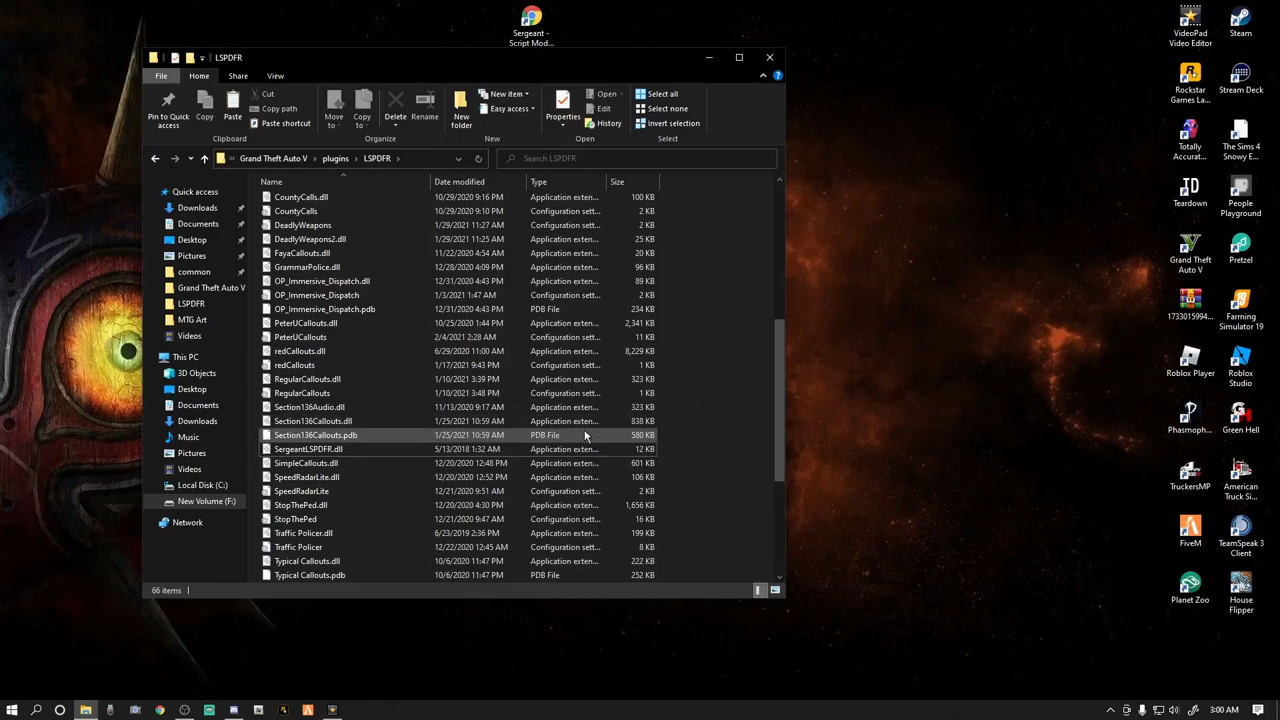 Sergeant -
Script Mod...
VideoPad
Video Editor
Steam
Rockstar
Games La...
Stream Deck
Totally
Accurat...
The Sims 4
Snowy E...
TD
Teardown
People
Playground
Grand Theft
Auto V
Pretzel
1733015994...
Farming
Simulator 19
Roblox Player
Roblox
Studio
Phasmoph...
Green Hell
TruckersMP
American
Truck Si...
FiveM
TeamSpeak 3
Client
Planet Zoo
House
Flipper
LSPDFR
File
Home
Share
View
Pin to Quick
access
Copy
Paste
Cut
Copy path
Paste shortcut
Clipboard
Move
to
Copy
to
Delete
Rename
Organize
New
folder
New item
Easy access
New
Properties
Open
Edit
History
Open
Select all
Select none
Invert selection
Select
Grand Theft Auto V > plugins > LSPDFR >
Search LSPDFR
Quick access
Downloads
Documents
Desktop
Pictures
common
Grand Theft Auto V
LSPDFR
MTG Art
Videos
This PC
3D Objects
Desktop
Documents
Downloads
Music
Pictures
Videos
Local Disk (C:)
New Volume (F:)
Network
Name Date modified Type Size
CountyCalls.dll 10/29/2020 9:16 PM Application exten... 100 KB
CountyCalls 10/29/2020 9:10 PM Configuration sett... 2 KB
DeadlyWeapons 1/29/2021 11:27 AM Configuration sett... 2 KB
DeadlyWeapons2.dll 1/29/2021 11:25 AM Application exten... 25 KB
FayaCallouts.dll 11/22/2020 4:54 AM Application exten... 20 KB
GrammarPolice.dll 12/28/2020 4:09 PM Application exten... 96 KB
OP_Immersive_Dispatch.dll 12/31/2020 4:43 PM Application exten... 89 KB
OP_Immersive_Dispatch 1/3/2021 1:47 AM Configuration sett... 2 KB
OP_Immersive_Dispatch.pdb 12/31/2020 4:43 PM PDB File 234 KB
PeterUCallouts.dll 10/25/2020 1:44 PM Application exten... 2,341 KB
PeterUCallouts 2/4/2021 2:28 AM Configuration sett... 11 KB
redCallouts.dll 6/29/2020 11:00 AM Application exten... 8,229 KB
redCallouts 1/17/2021 9:43 PM Configuration sett... 1 KB
RegularCallouts.dll 1/10/2021 3:39 PM Application exten... 323 KB
RegularCallouts 1/10/2021 3:48 PM Configuration sett... 1 KB
Section136Audio.dll 11/13/2020 9:17 AM Application exten... 323 KB
Section136Callouts.dll 1/25/2021 10:59 AM Application exten... 838 KB
Section136Callouts.pdb 1/25/2021 10:59 AM PDB File 580 KB
SergeantLSPDFR.dll 5/13/2018 1:32 AM Application exten... 12 KB
SimpleCallouts.dll 12/20/2020 12:48 PM Application exten... 601 KB
SpeedRadarLite.dll 12/20/2020 12:52 PM Application exten... 106 KB
SpeedRadarLite 12/21/2020 9:51 AM Configuration sett... 2 KB
StopThePed.dll 12/20/2020 4:30 PM Application exten... 1,656 KB
StopThePed 12/21/2020 9:47 AM Configuration sett... 16 KB
Traffic Policer.dll 6/23/2019 2:36 PM Application exten... 199 KB
Traffic Policer 12/22/2020 12:45 AM Configuration sett... 8 KB
Typical Callouts.dll 10/6/2020 11:47 PM Application exten... 222 KB
Typical Callouts.pdb 10/6/2020 11:47 PM PDB File 252 KB
66 items
3:00 AM